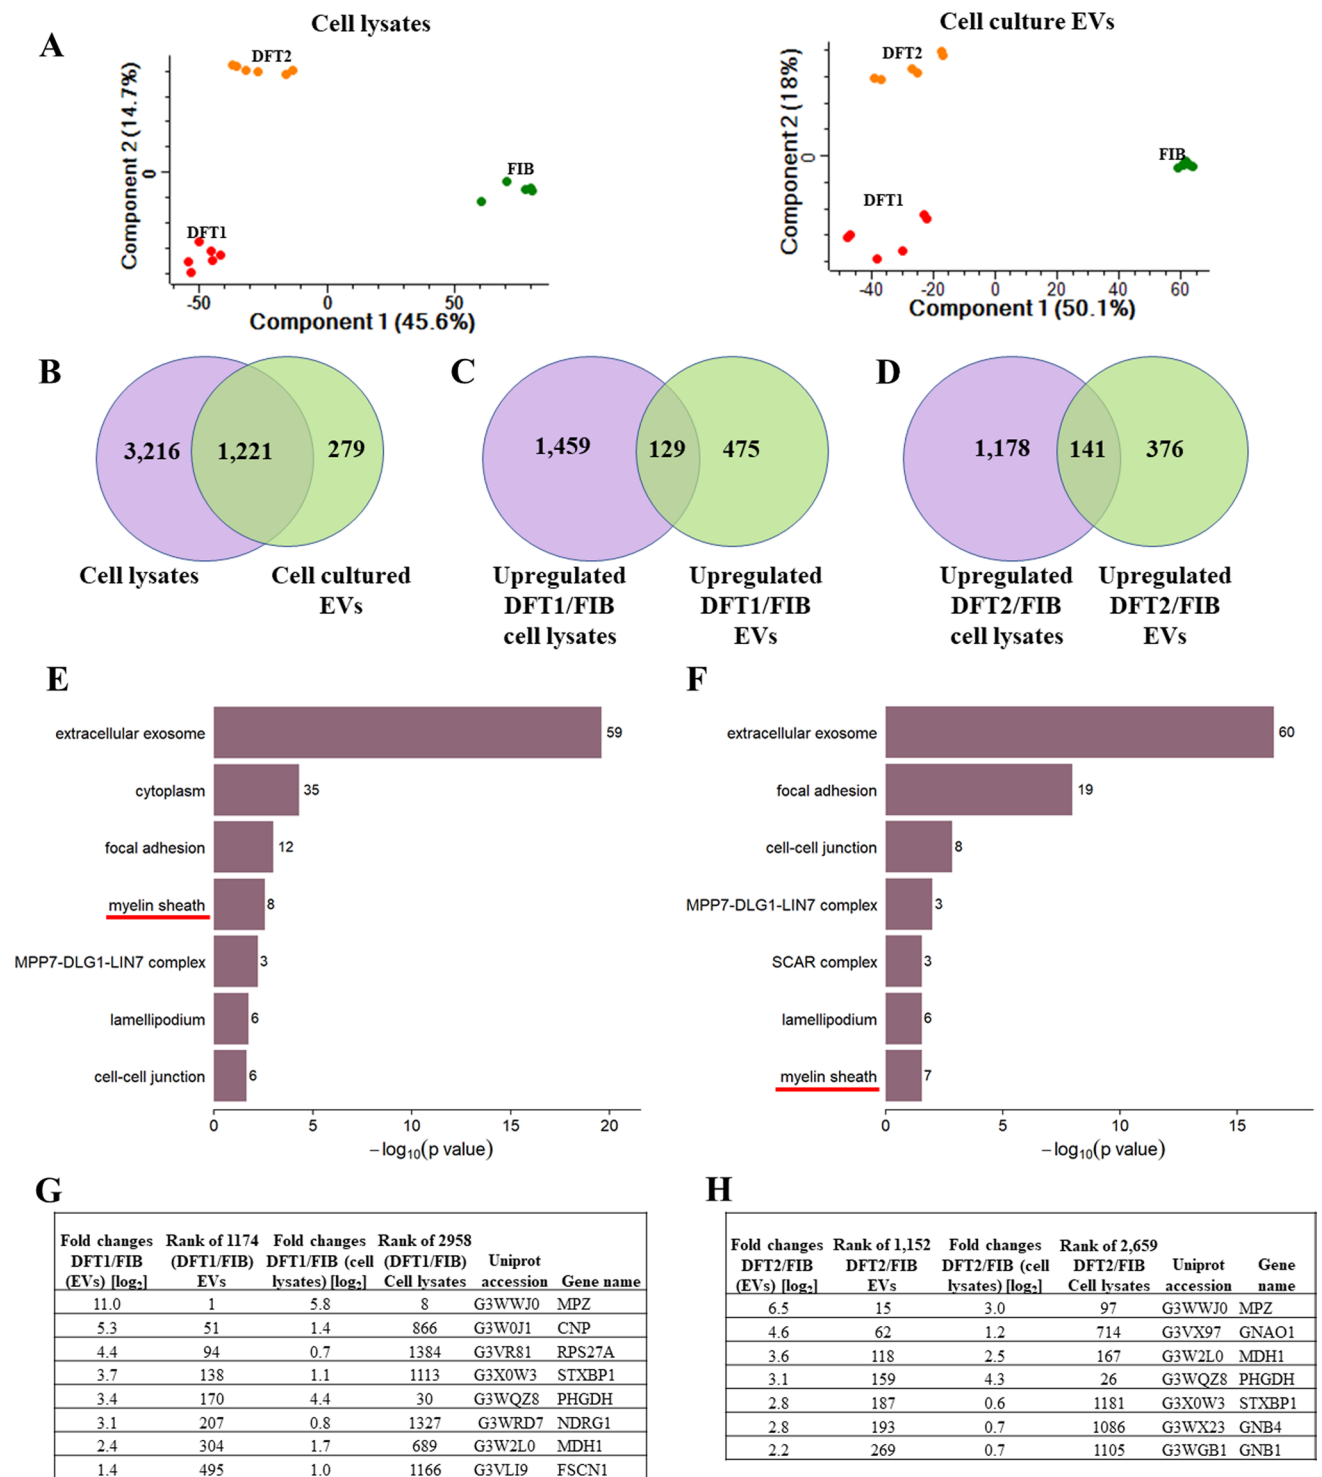 A
Cell lysates
Component 2 (14.7%)
0
DFT2
FIB
DFT1
-50
0
50
Component 1 (45.6%)
Cell culture EVs
Component 2 (18%)
0
DFT2
FIB
DFT1
-40
-20
0
20
40
60
Component 1 (50.1%)
B
3,216
1,221
279
Cell lysates
Cell cultured
EVs
C
1,459
129
475
Upregulated
DFT1/FIB
cell lysates
Upregulated
DFT1/FIB
EVs
D
1,178
141
376
Upregulated
DFT2/FIB
cell lysates
Upregulated
DFT2/FIB
EVs
E
extracellular exosome 59
cytoplasm 35
focal adhesion 12
myelin sheath 8
MPP7-DLG1-LIN7 complex 3
lamellipodium 6
cell-cell junction 6
0 5 10 15 20
−log10(p value)
F
extracellular exosome 60
focal adhesion 19
cell-cell junction 8
MPP7-DLG1-LIN7 complex 3
SCAR complex 3
lamellipodium 6
myelin sheath 7
0 5 10 15
−log10(p value)
G
Fold changes Rank of 1174 Fold changes Rank of 2958
DFT1/FIB (DFT1/FIB) DFT1/FIB (cell (DFT1/FIB) Uniprot
(EVs) [log2] EVs lysates) [log2] Cell lysates accession Gene name
11.0 1 5.8 8 G3WWJ0 MPZ
5.3 51 1.4 866 G3W0J1 CNP
4.4 94 0.7 1384 G3VR81 RPS27A
3.7 138 1.1 1113 G3X0W3 STXBP1
3.4 170 4.4 30 G3WQZ8 PHGDH
3.1 207 0.8 1327 G3WRD7 NDRG1
2.4 304 1.7 689 G3W2L0 MDH1
1.4 495 1.0 1166 G3VLI9 FSCN1
H
Fold changes Rank of 1,152 Fold changes Rank of 2,659
DFT2/FIB DFT2/FIB DFT2/FIB (cell DFT2/FIB Uniprot Gene
(EVs) [log2] EVs lysates) [log2] Cell lysates accession name
6.5 15 3.0 97 G3WWJ0 MPZ
4.6 62 1.2 714 G3VX97 GNAO1
3.6 118 2.5 167 G3W2L0 MDH1
3.1 159 4.3 26 G3WQZ8 PHGDH
2.8 187 0.6 1181 G3X0W3 STXBP1
2.8 193 0.7 1086 G3WX23 GNB4
2.2 269 0.7 1105 G3WGB1 GNB1